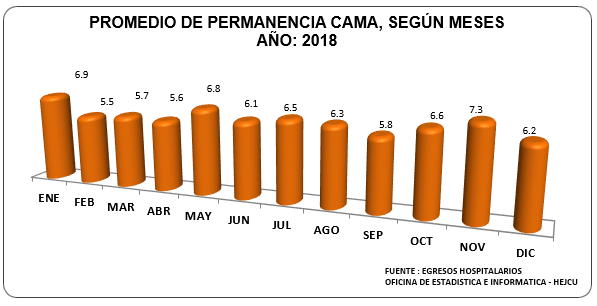 PROMEDIO DE PERMANENCIA CAMA, SEGÚN MESES
AÑO: 2018
6.9
5.5
5.7
5.6
6.8
6.1
6.5
6.3
5.8
6.6
7.3
6.2
ENE
FEB
MAR
ABR
MAY
JUN
JUL
AGO
SEP
OCT
NOV
DIC
FUENTE : EGRESOS HOSPITALARIOS
OFICINA DE ESTADISTICA E INFORMATICA - HEJCU